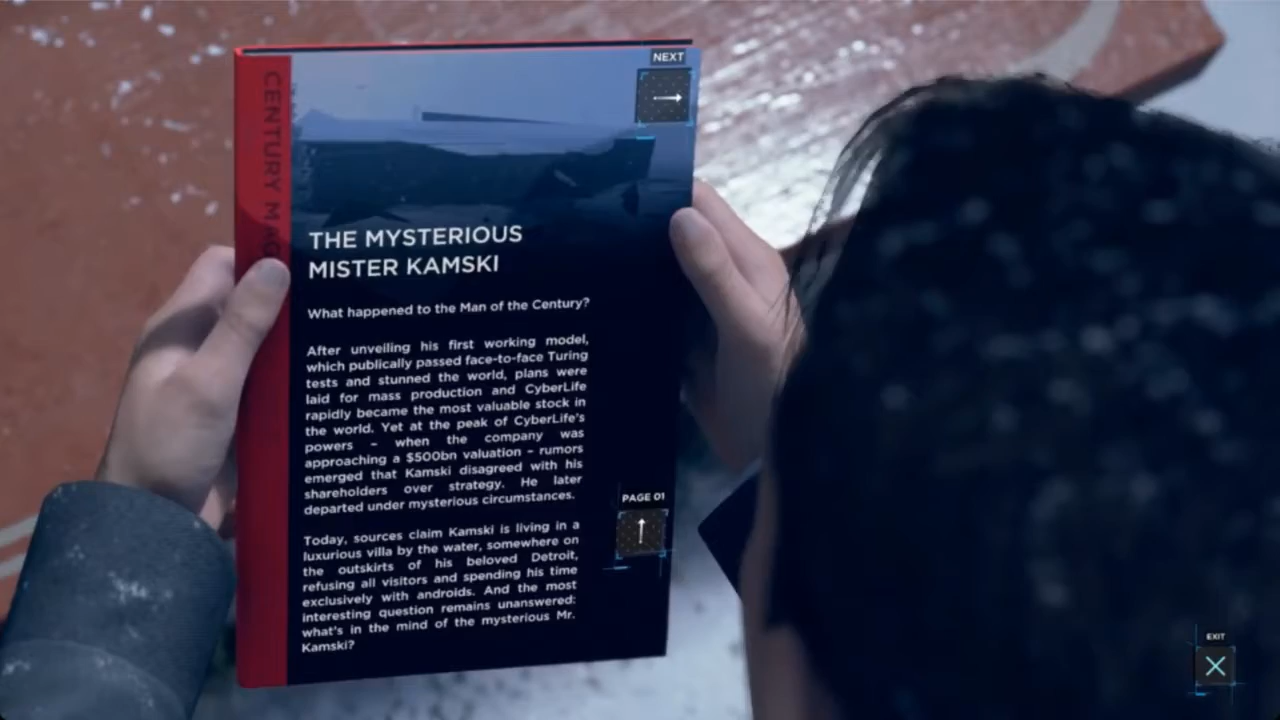 NEXT
CENTURY MAG
THE MYSTERIOUS
MISTER KAMSKI
What happened to the Man of the Century?
After unveiling his first working model,
which publically passed face-to-face Turing
tests and stunned the world, plans were
laid for mass production and CyberLife
rapidly became the most valuable stock in
the world. Yet at the peak of CyberLife's
powers – when the company was
approaching a $500bn valuation – rumors
emerged that Kamski disagreed with his
shareholders over strategy. He later
departed under mysterious circumstances.
Today, sources claim Kamski is living in a
luxurious villa by the water, somewhere on
the outskirts of his beloved Detroit,
refusing all visitors and spending his time
exclusively with androids. And the most
interesting question remains unanswered:
what's in the mind of the mysterious Mr.
Kamski?
PAGE 01
EXIT